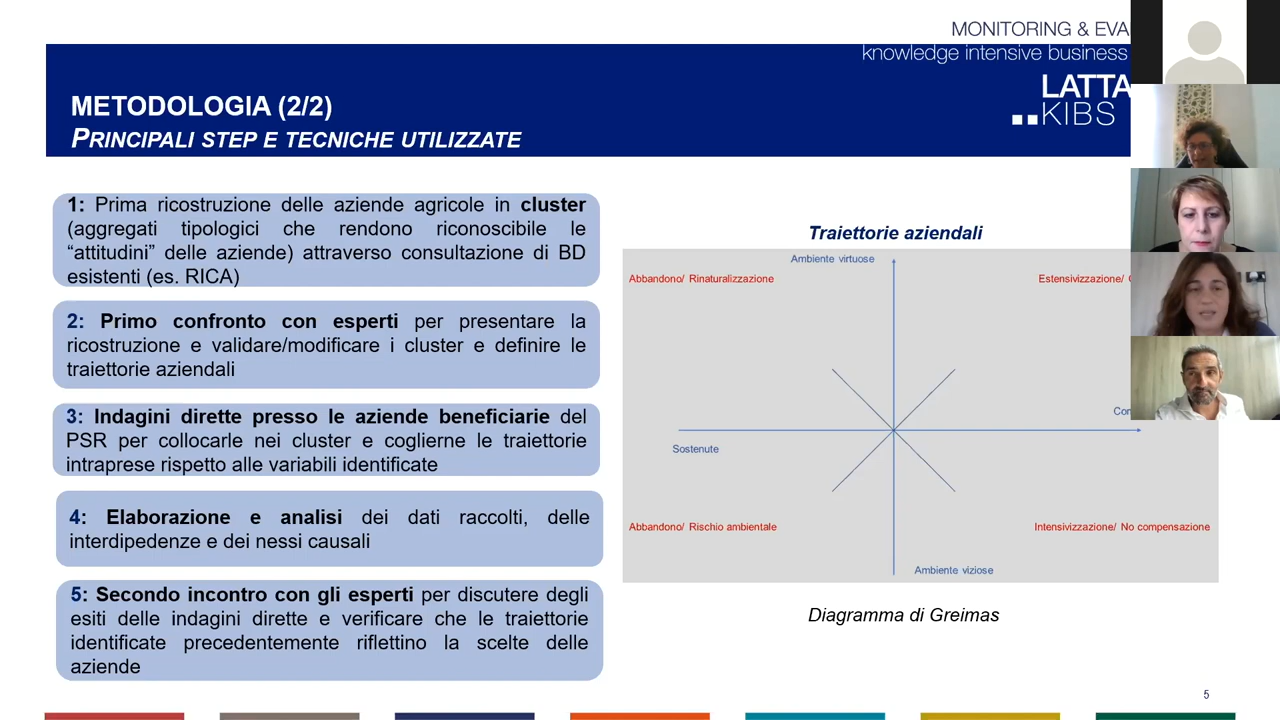 MONITORING & EVA
knowledge intensive business
LATTA
KIBS
METODOLOGIA (2/2)
PRINCIPALI STEP E TECNICHE UTILIZZATE
1: Prima ricostruzione delle aziende agricole in cluster
(aggregati tipologici che rendono riconoscibile le
“attitudini” delle aziende) attraverso consultazione di BD
esistenti (es. RICA)
2: Primo confronto con esperti per presentare la
ricostruzione e validare/modificare i cluster e definire le
traiettorie aziendali
3: Indagini dirette presso le aziende beneficiarie del
PSR per collocarle nei cluster e coglierne le traiettorie
intraprese rispetto alle variabili identificate
4: Elaborazione e analisi dei dati raccolti, delle
interdipedenze e dei nessi causali
5: Secondo incontro con gli esperti per discutere degli
esiti delle indagini dirette e verificare che le traiettorie
identificate precedentemente riflettino la scelte delle
aziende
Traiettorie aziendali
Ambiente virtuose
Abbandono/ Rinaturalizzazione
Estensivizzazione/
Sostenute
Abbandono/ Rischio ambientale
Intensivizzazione/ No compensazione
Ambiente viziose
Diagramma di Greimas
5